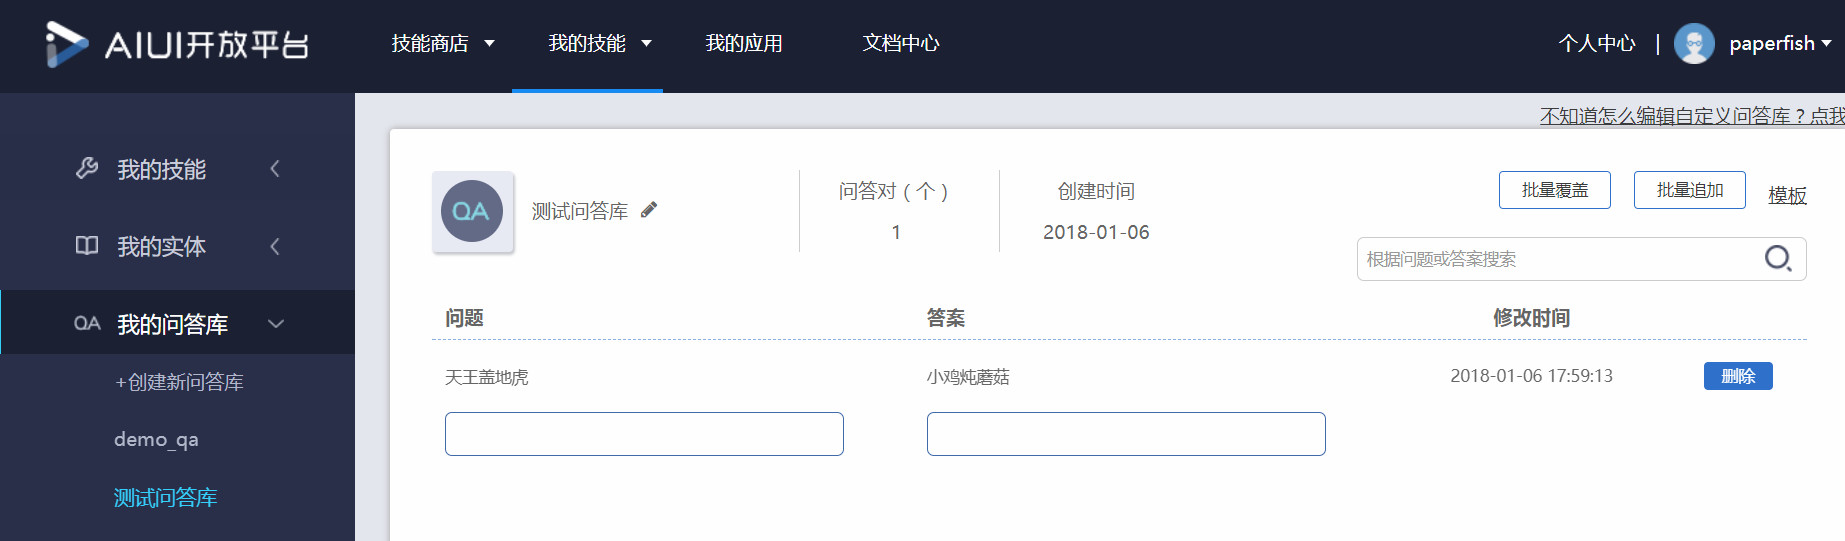 AIUI开放平台 技能商店 我的技能 我的应用 文档中心 个人中心 | paperfish
不知道怎么编辑自定义问答库？点我
我的技能
我的实体
QA 我的问答库
+创建新问答库
demo_qa
测试问答库
QA 测试问答库
问答对（个） 创建时间
1 2018-01-06
批量覆盖 批量追加 模板
根据问题或答案搜索
问题 答案 修改时间
天王盖地虎 小鸡炖蘑菇 2018-01-06 17:59:13 删除